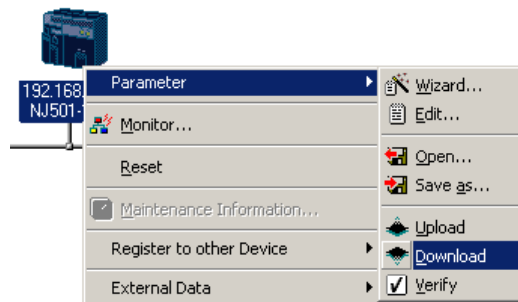 192.168.
NJ501-
Parameter
Monitor...
Reset
Maintenance Information...
Register to other Device
External Data
Wizard...
Edit...
Open...
Save as...
Upload
Download
Verify